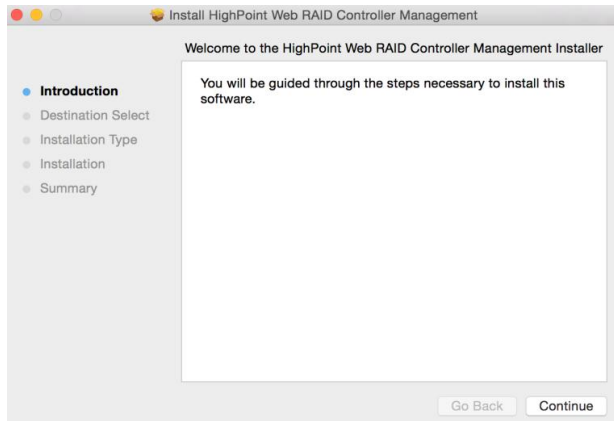 Install HighPoint Web RAID Controller Management
Welcome to the HighPoint Web RAID Controller Management Installer
Introduction
Destination Select
Installation Type
Installation
Summary
You will be guided through the steps necessary to install this
software.
Go Back
Continue